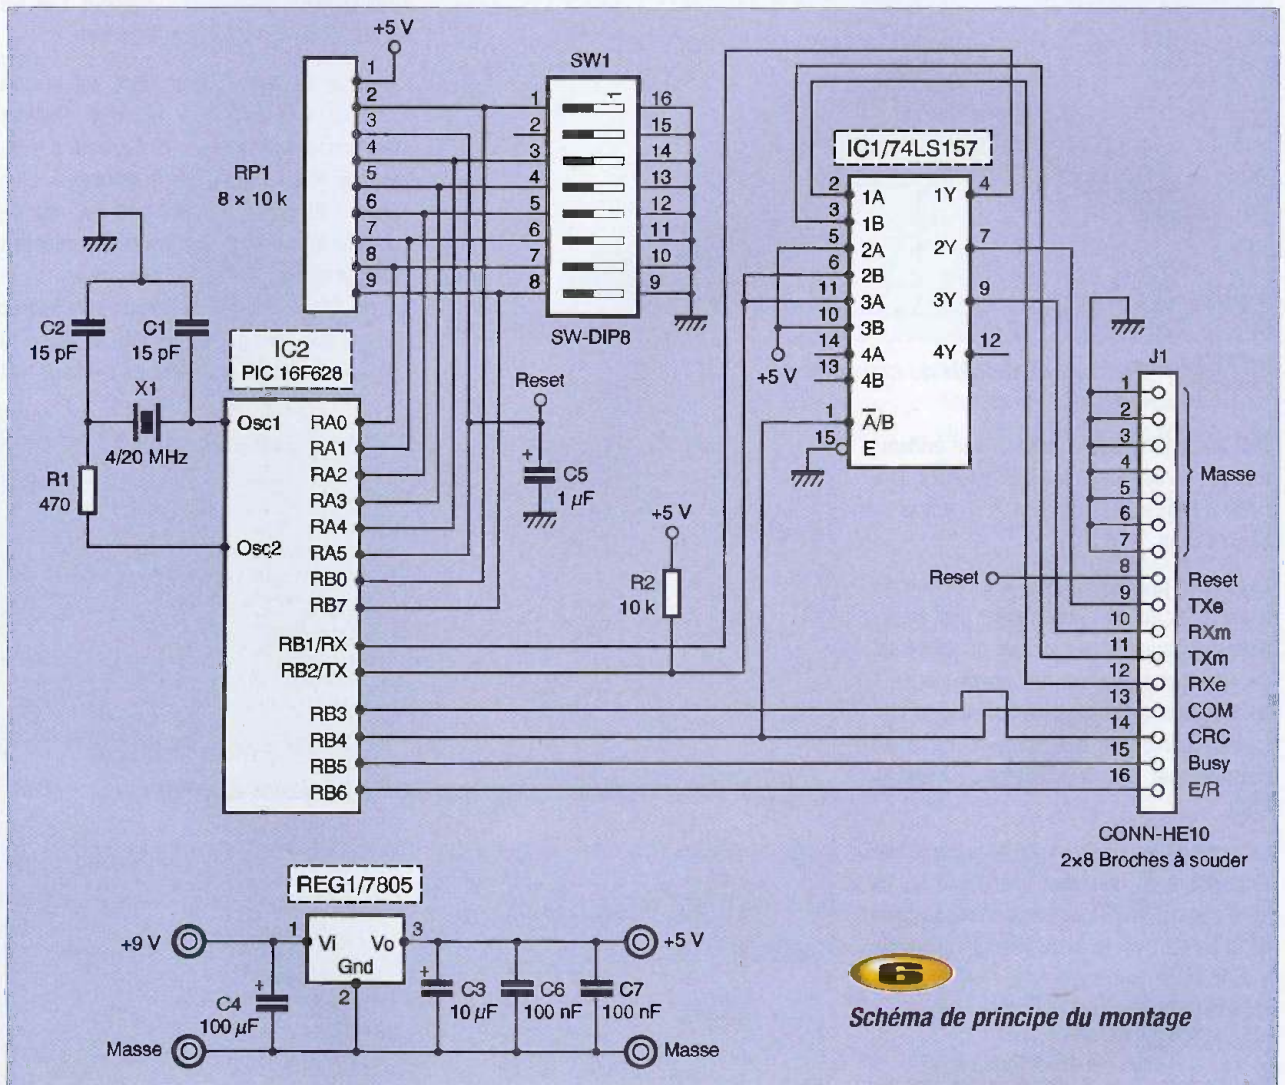 +5 V
RP1
8 × 10 k
1
2
3
4
5
6
7
8
9
SW1
1
1
2
3
4
5
6
7
8
16
15
14
13
12
11
10
9
SW-DIP8
C2
15 pF
C1
15 pF
X1
4/20 MHz
R1
470
IC2
PIC 16F628
Osc1
Osc2
RA0
RA1
RA2
RA3
RA4
RA5
RB0
RB7
RB1/RX
RB2/TX
RB3
RB4
RB5
RB6
Reset
+
C5
1 µF
+5 V
R2
10 k
IC1/74LS157
2
3
5
6
11
10
14
13
1
15
1A
1B
2A
2B
3A
3B
4A
4B
A/B
E
1Y
2Y
3Y
4Y
4
7
9
12
+5 V
J1
1
2
3
4
5
6
7
8
9
10
11
12
13
14
15
16
Masse
Reset
Reset
TXe
RXm
TXm
RXe
COM
CRC
Busy
E/R
CONN-HE10
2x8 Broches à souder
REG1/7805
+9 V
1
Vi
Vo
3
Gnd
2
+5 V
+
C4
100 µF
+
C3
10 µF
C6
100 nF
C7
100 nF
Masse
Masse
6
Schéma de principe du montage